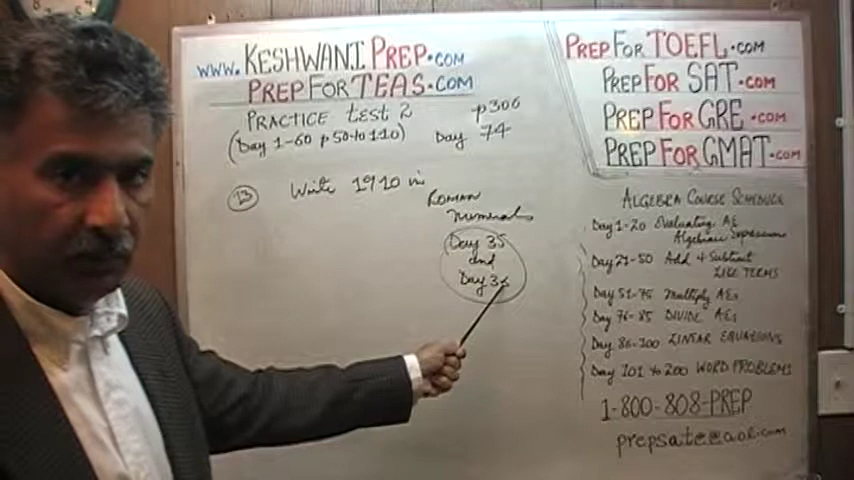 www.KESHWANIPREP.COM
PREPFORTEAS.COM
PRACTICE test 2
p306
(Day 1-60 p50 to 110)
Day 74
13 Write 1910 in
ROMAN
Numerals
Day 35
and
Day 36
PREPFORTOEFL.COM
PREPFORSAT.COM
PREPFORGRE.COM
PREPFORGMAT.COM
ALGEBRA COURSE SCHEDULE
Day 1-20 Evaluating AE
Algebraic Expressions
Day 21-50 Add & Subtract
LIKE TERMS
Day 51-75 Multiply AEs
Day 76-85 DIVIDE AEs
Day 86-100 LINEAR EQUATIONS
Day 101 to 200 WORD PROBLEMS
1-800-808-PREP
prepsate@aol.com